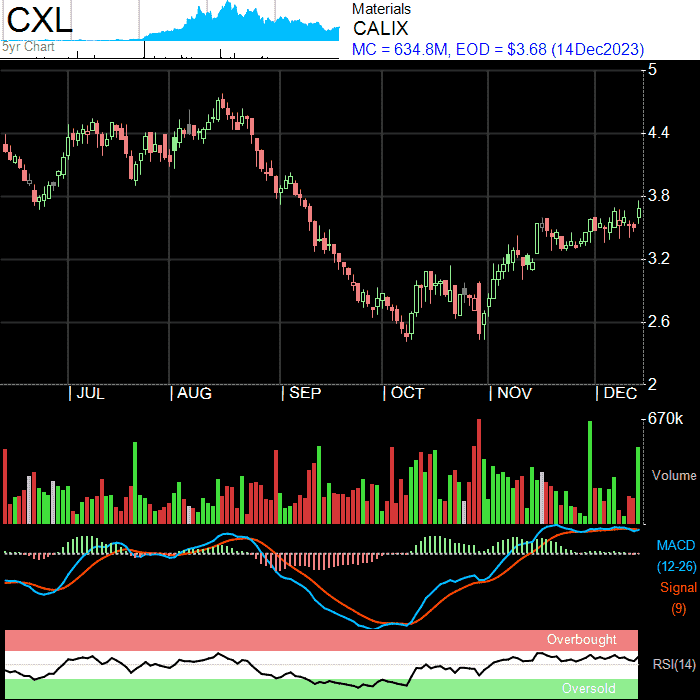 CXL
5yr Chart
Materials
CALIX
MC = 634.8M, EOD = $3.68 (14Dec2023)
5
4.4
3.8
3.2
2.6
2
JUL AUG SEP OCT NOV DEC
670k
Volume
MACD
(12-26)
Signal
(9)
Overbought
RSI(14)
Oversold